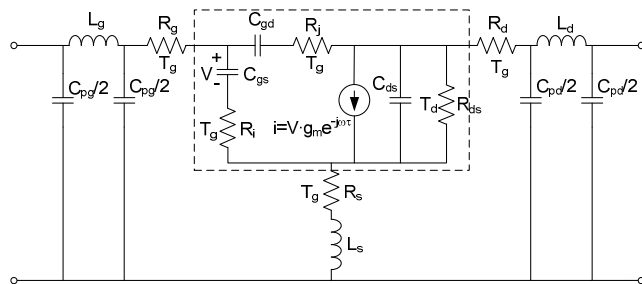 Lg
Rg
Tg
Cpg/2
Cpg/2
Cgd
Rj
Tg
V
+
-
Cgs
Tg
Ri
i=V·gme-jωτ
Cds
Td
Rds
Rd
Tg
Ld
Cpd/2
Cpd/2
Tg
Rs
Ls